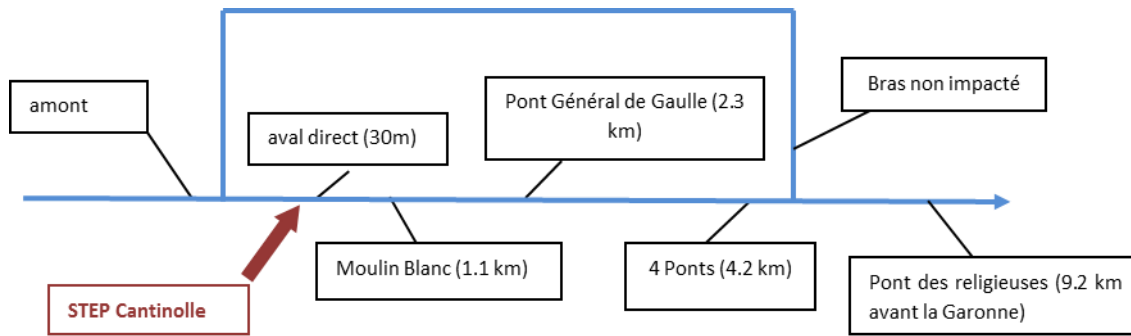 amont
aval direct (30m)
Pont Général de Gaulle (2.3
km)
Bras non impacté
STEP Cantinolle
Moulin Blanc (1.1 km)
4 Ponts (4.2 km)
Pont des religieuses (9.2 km
avant la Garonne)